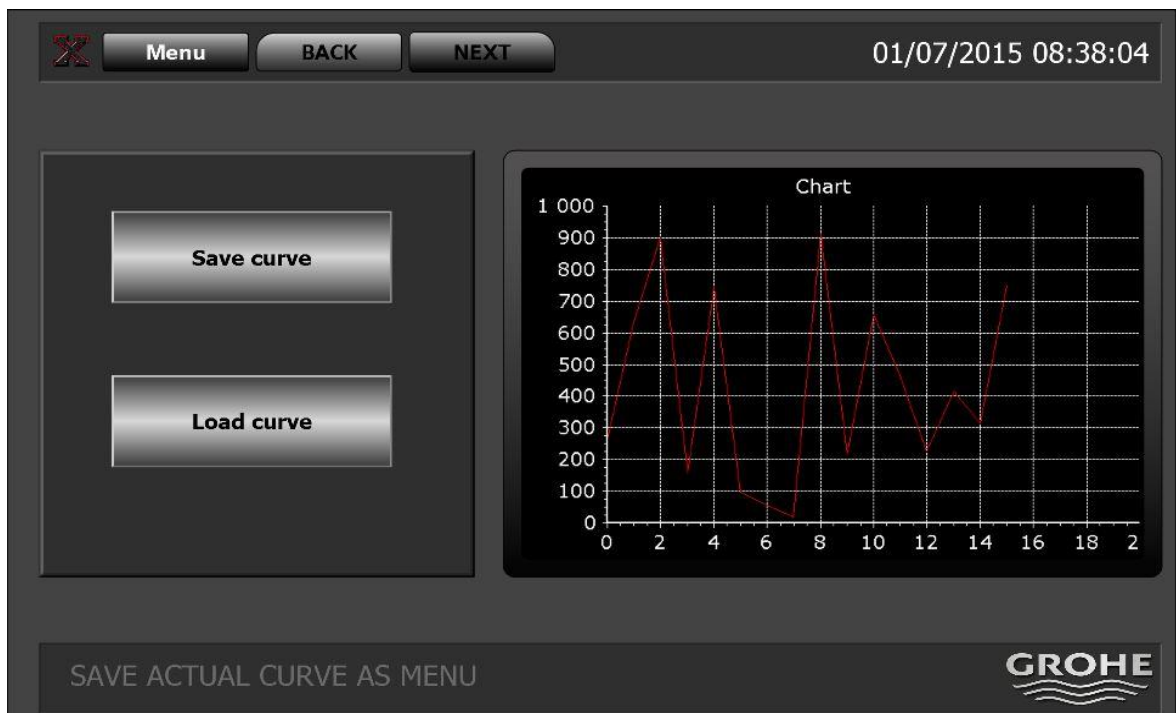 X Menu BACK NEXT 01/07/2015 08:38:04
Save curve
Load curve
Chart
1 000
900
800
700
600
500
400
300
200
100
0
0 2 4 6 8 10 12 14 16 18 2
SAVE ACTUAL CURVE AS MENU
GROHE